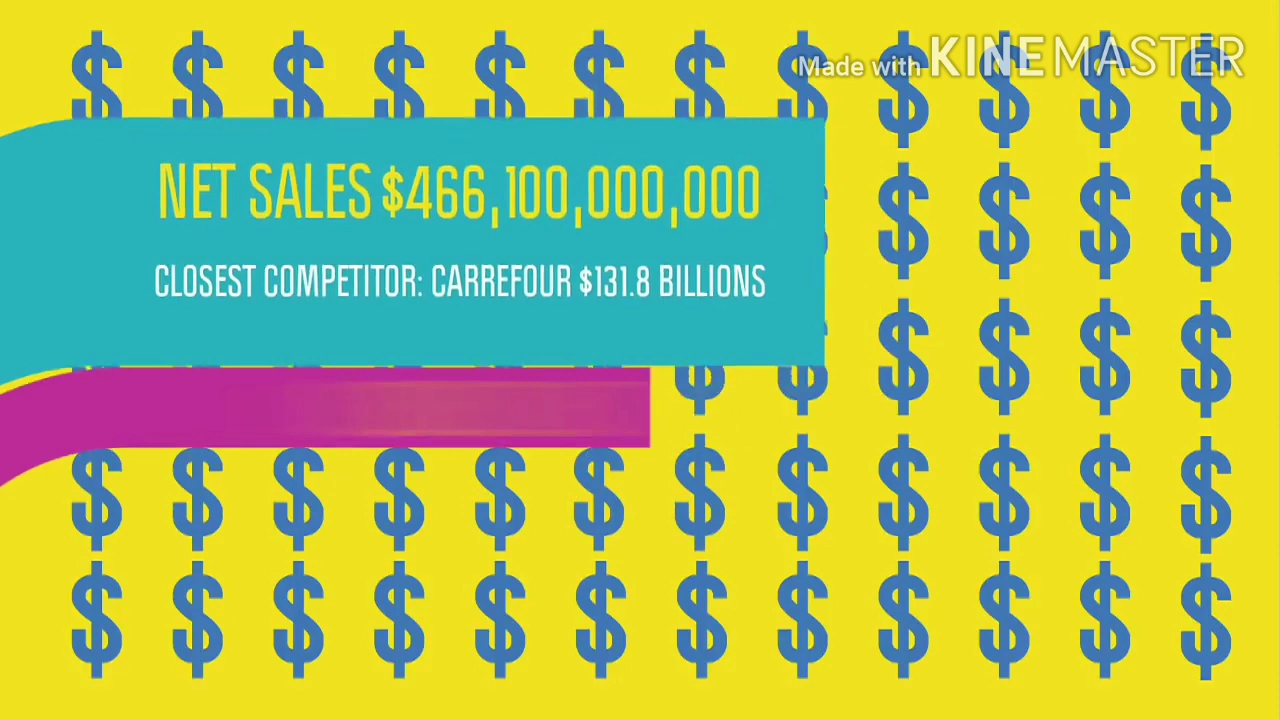 Made with KINEMASTER
NET SALES $466,100,000,000
CLOSEST COMPETITOR: CARREFOUR $131.8 BILLIONS
$ $ $ $ $ $ $ $ $ $ $ $
$ $ $ $
$ $ $ $ $ $
$ $ $ $ $ $ $ $ $ $ $ $
$ $ $ $ $ $ $ $ $ $ $ $